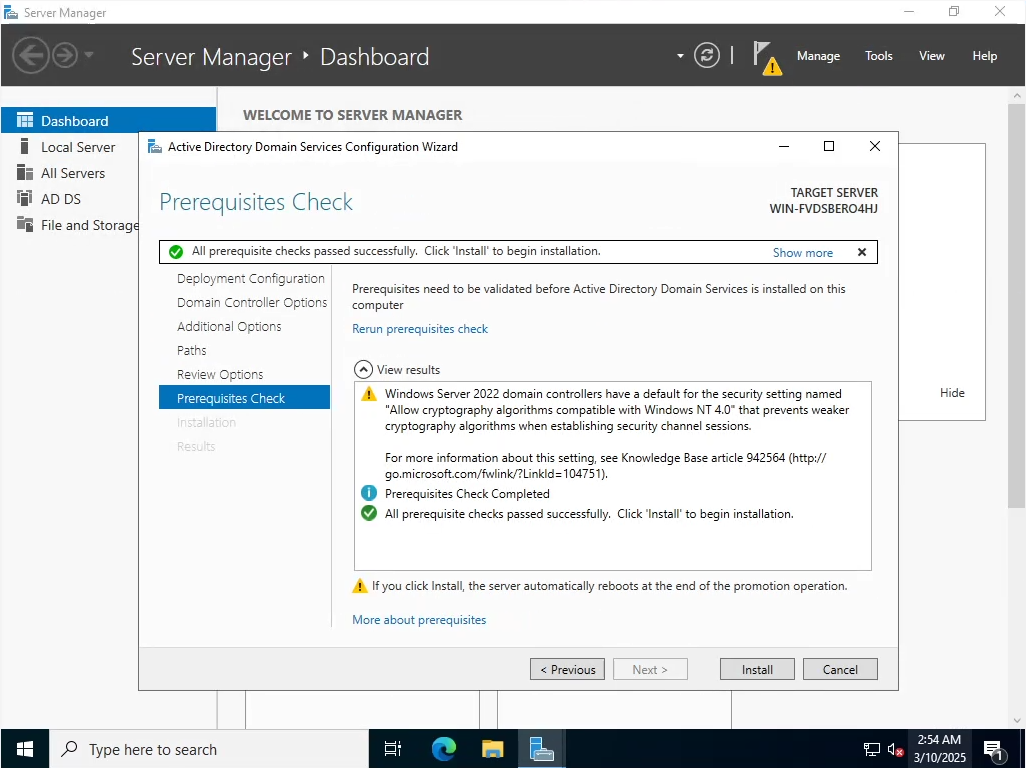 Server Manager
Server Manager ‣ Dashboard
Manage
Tools
View
Help
Dashboard
Local Server
All Servers
AD DS
File and Storage
WELCOME TO SERVER MANAGER
Hide
Active Directory Domain Services Configuration Wizard
Prerequisites Check
TARGET SERVER
WIN-FVDSBERO4HJ
All prerequisite checks passed successfully.  Click 'Install' to begin installation.
Show more
Deployment Configuration
Domain Controller Options
Additional Options
Paths
Review Options
Prerequisites Check
Installation
Results
Prerequisites need to be validated before Active Directory Domain Services is installed on this
computer
Rerun prerequisites check
View results
Windows Server 2022 domain controllers have a default for the security setting named
"Allow cryptography algorithms compatible with Windows NT 4.0" that prevents weaker
cryptography algorithms when establishing security channel sessions.
For more information about this setting, see Knowledge Base article 942564 (http://
go.microsoft.com/fwlink/?LinkId=104751).
Prerequisites Check Completed
All prerequisite checks passed successfully.  Click 'Install' to begin installation.
If you click Install, the server automatically reboots at the end of the promotion operation.
More about prerequisites
< Previous
Next >
Install
Cancel
Type here to search
2:54 AM
3/10/2025
1